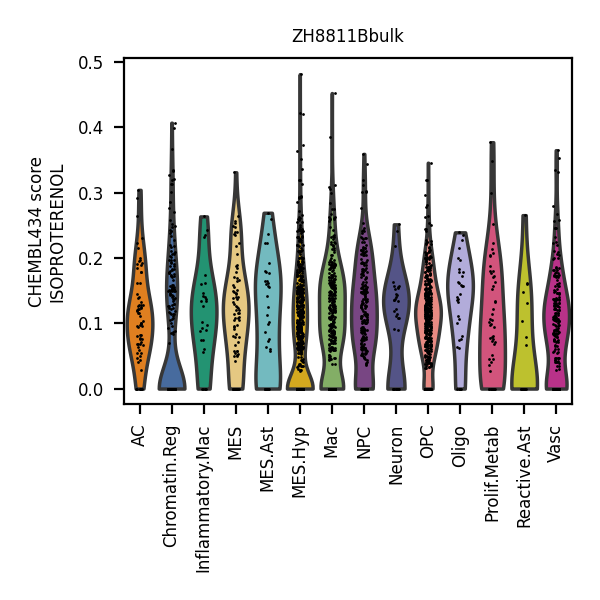 ZH8811Bbulk
CHEMBL434 score
ISOPROTERENOL
0.5
0.4
0.3
0.2
0.1
0.0
AC
Chromatin.Reg
Inflammatory.Mac
MES
MES.Ast
MES.Hyp
Mac
NPC
Neuron
OPC
Oligo
Prolif.Metab
Reactive.Ast
Vasc